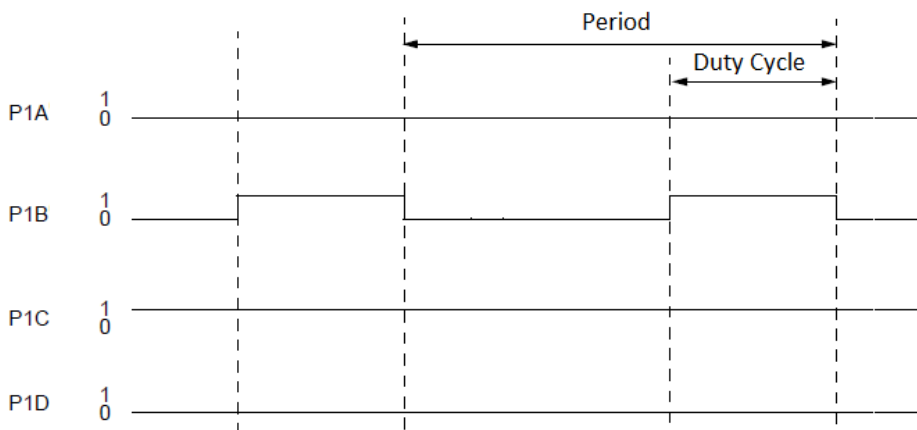 Period
Duty Cycle
P1A 1
0
P1B 1
0
P1C 1
0
P1D 1
0